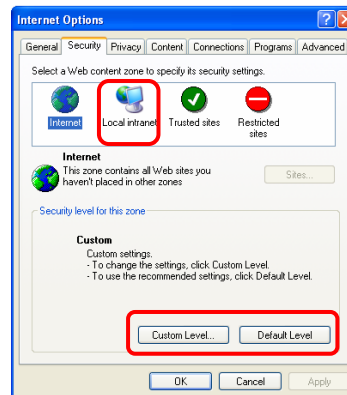 Internet Options
General Security Privacy Content Connections Programs Advanced
Select a Web content zone to specify its security settings.
Internet Local intranet Trusted sites Restricted sites
Internet
This zone contains all Web sites you
haven't placed in other zones
Sites...
Security level for this zone
Custom
Custom settings.
- To change the settings, click Custom Level.
- To use the recommended settings, click Default Level.
Custom Level... Default Level
OK Cancel Apply